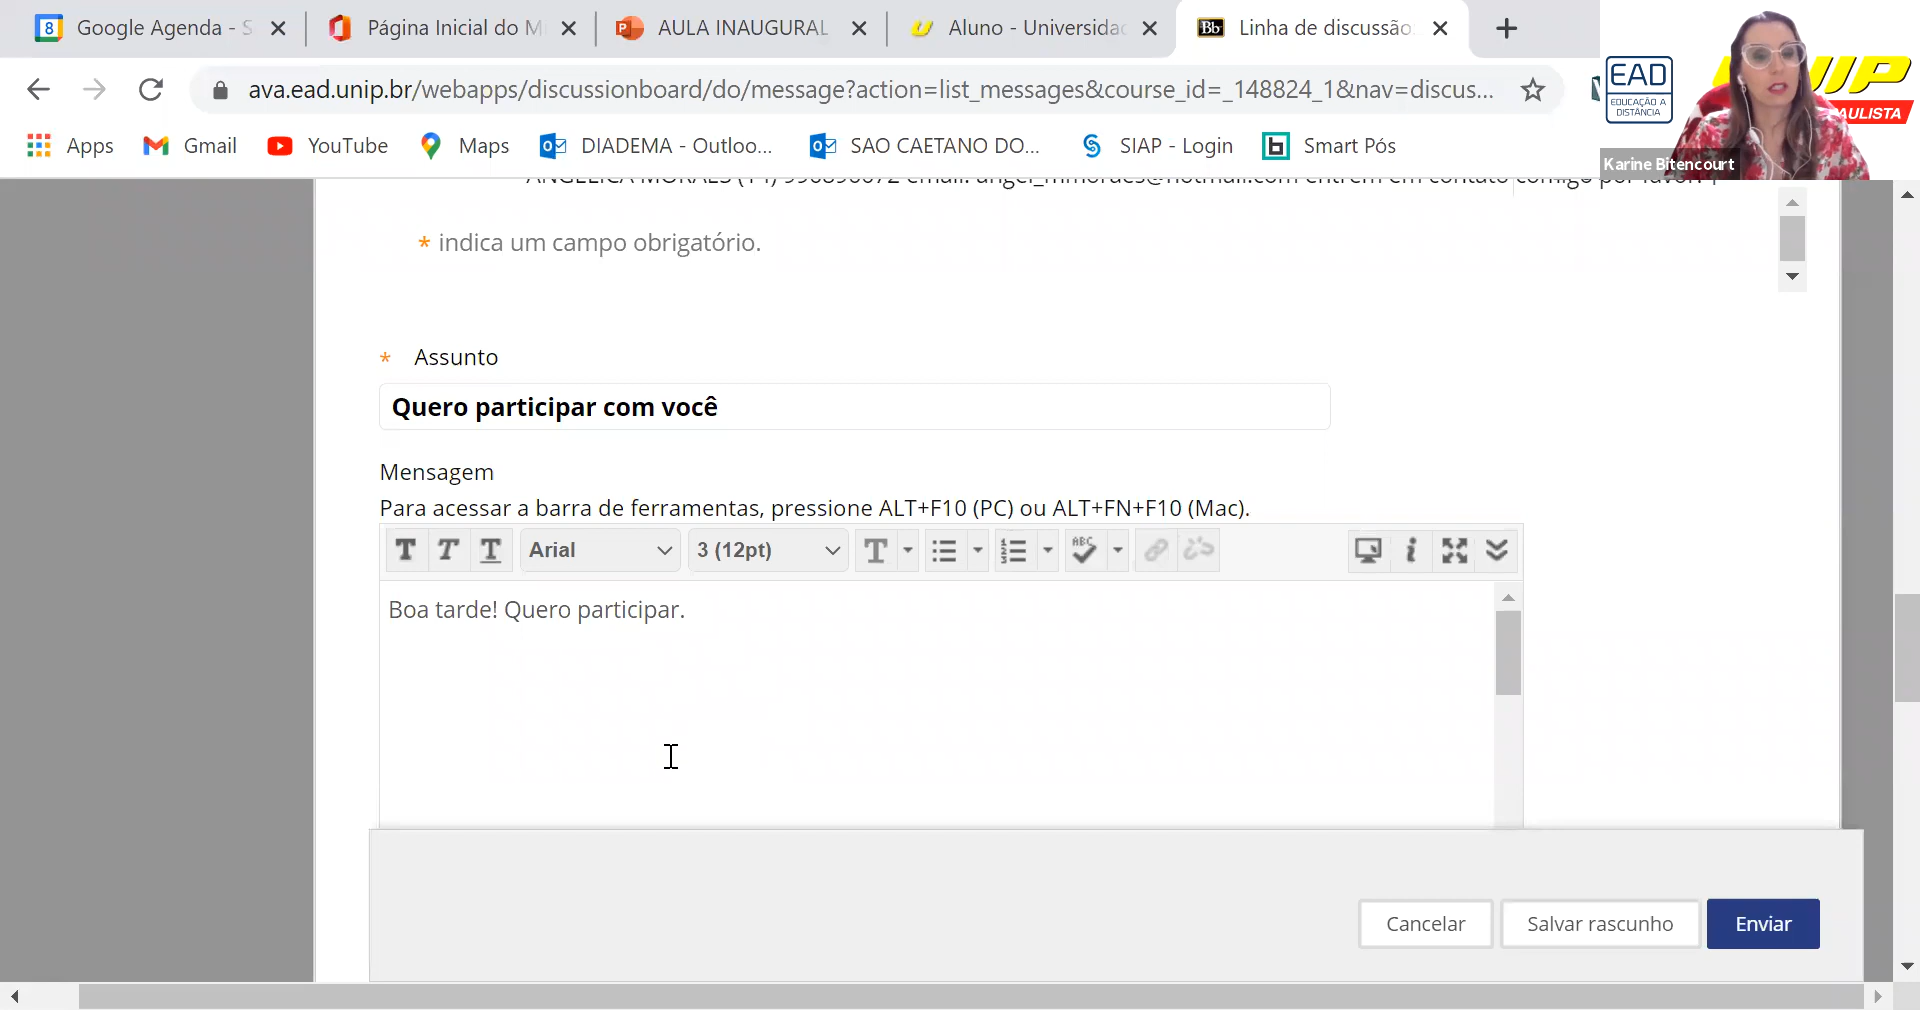 Google Agenda - S
Página Inicial do M
AULA INAUGURAL
Aluno - Universidad
Linha de discussão
ava.ead.unip.br/webapps/discussionboard/do/message?action=list_messages&course_id=_148824_1&nav=discus...
EAD
EDUCAÇÃO A
DISTÂNCIA
UNIP
PAULISTA
Karine Bitencourt
Apps
Gmail
YouTube
Maps
DIADEMA - Outloo...
SAO CAETANO DO...
SIAP - Login
Smart Pós
* indica um campo obrigatório.
* Assunto
Quero participar com você
Mensagem
Para acessar a barra de ferramentas, pressione ALT+F10 (PC) ou ALT+FN+F10 (Mac).
T T T Arial 3 (12pt) T ABC
Boa tarde! Quero participar.
Cancelar
Salvar rascunho
Enviar